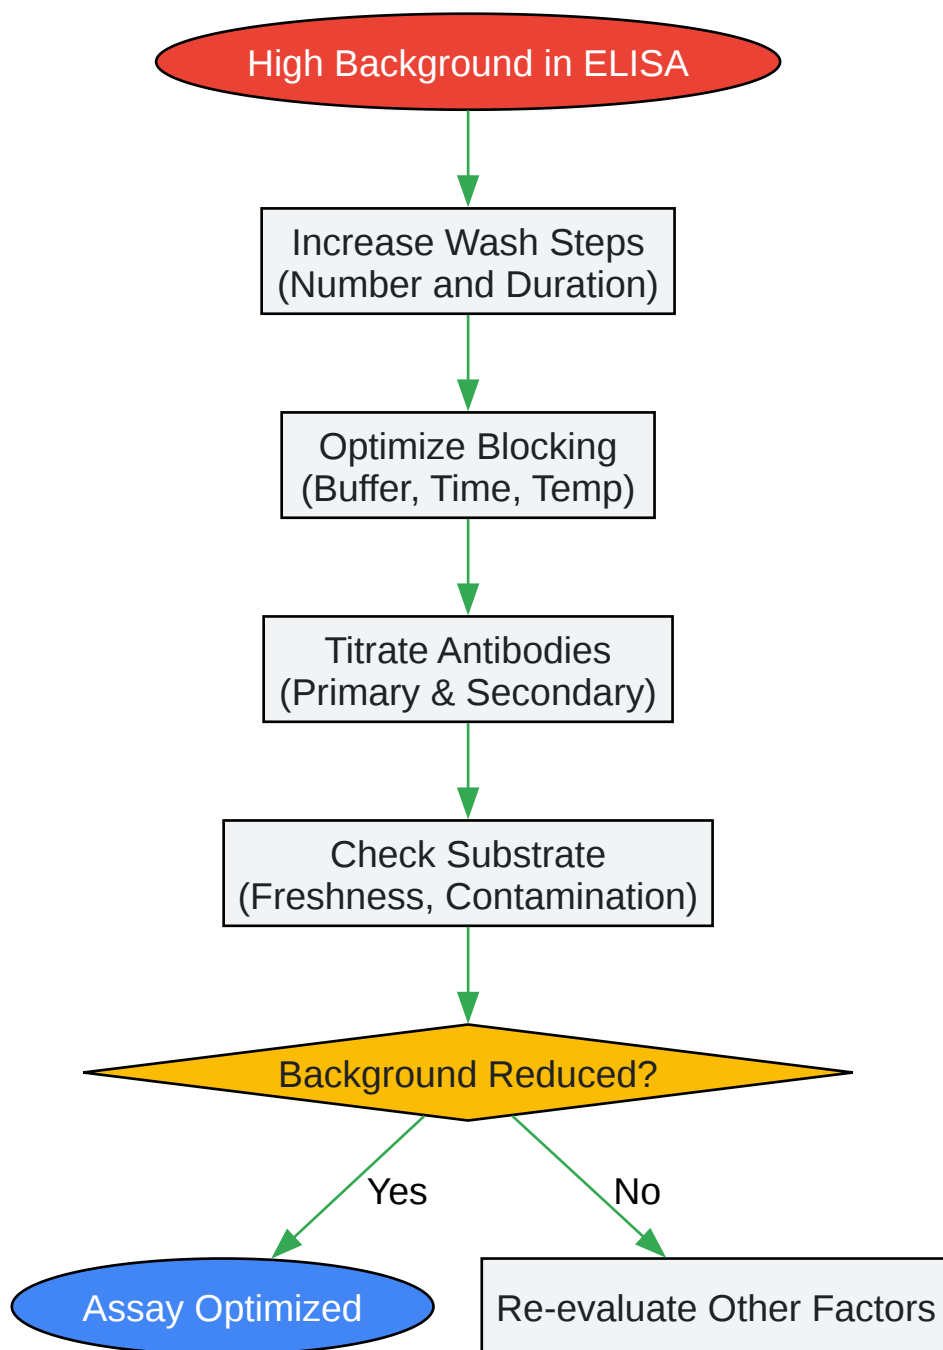 High Background in ELISA
Increase Wash Steps
(Number and Duration)
Optimize Blocking
(Buffer, Time, Temp)
Titrate Antibodies
(Primary & Secondary)
Check Substrate
(Freshness, Contamination)
Background Reduced?
Yes
No
Assay Optimized
Re-evaluate Other Factors